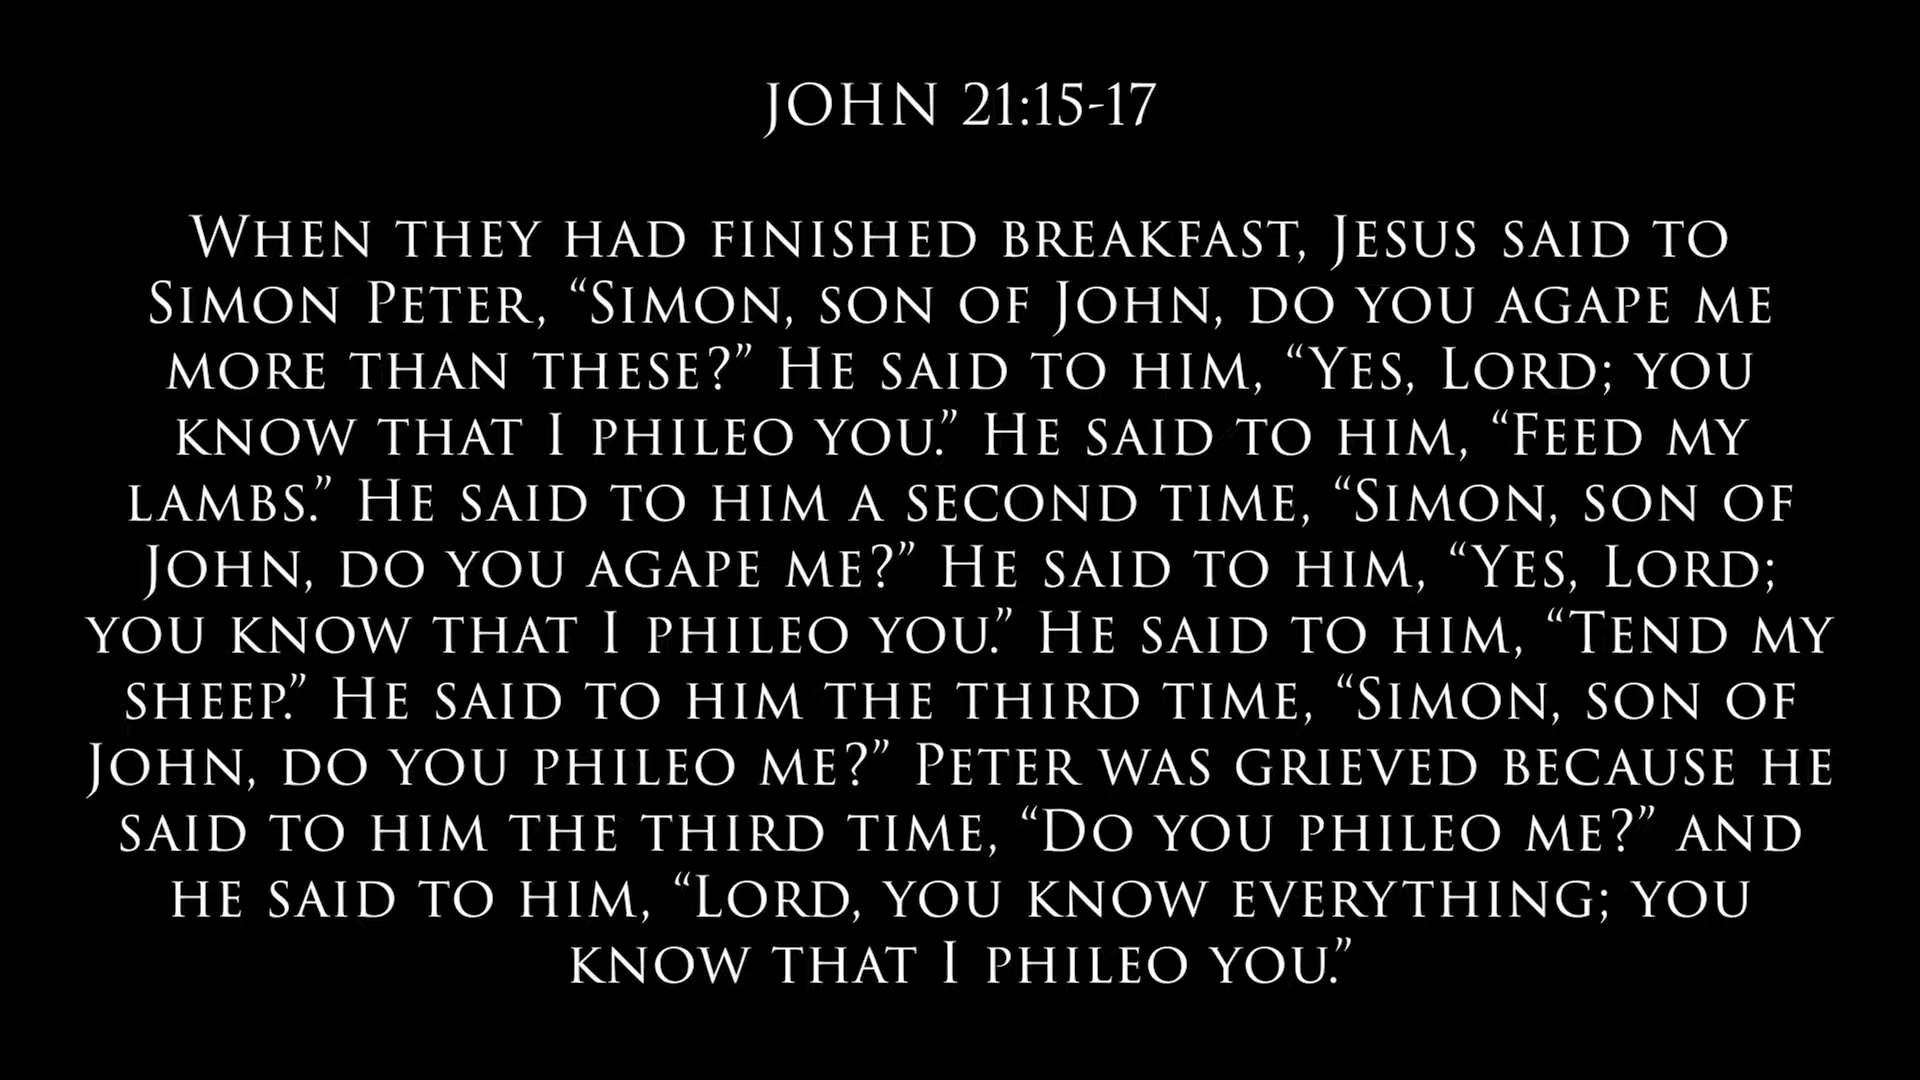 JOHN 21:15-17
When they had finished breakfast, Jesus said to
Simon Peter, “Simon, son of John, do you agape me
more than these?” He said to him, “Yes, Lord; you
know that I phileo you.” He said to him, “Feed my
lambs.” He said to him a second time, “Simon, son of
John, do you agape me?” He said to him, “Yes, Lord;
you know that I phileo you.” He said to him, “Tend my
sheep.” He said to him the third time, “Simon, son of
John, do you phileo me?” Peter was grieved because he
said to him the third time, “Do you phileo me?” and
he said to him, “Lord, you know everything; you
know that I phileo you.”